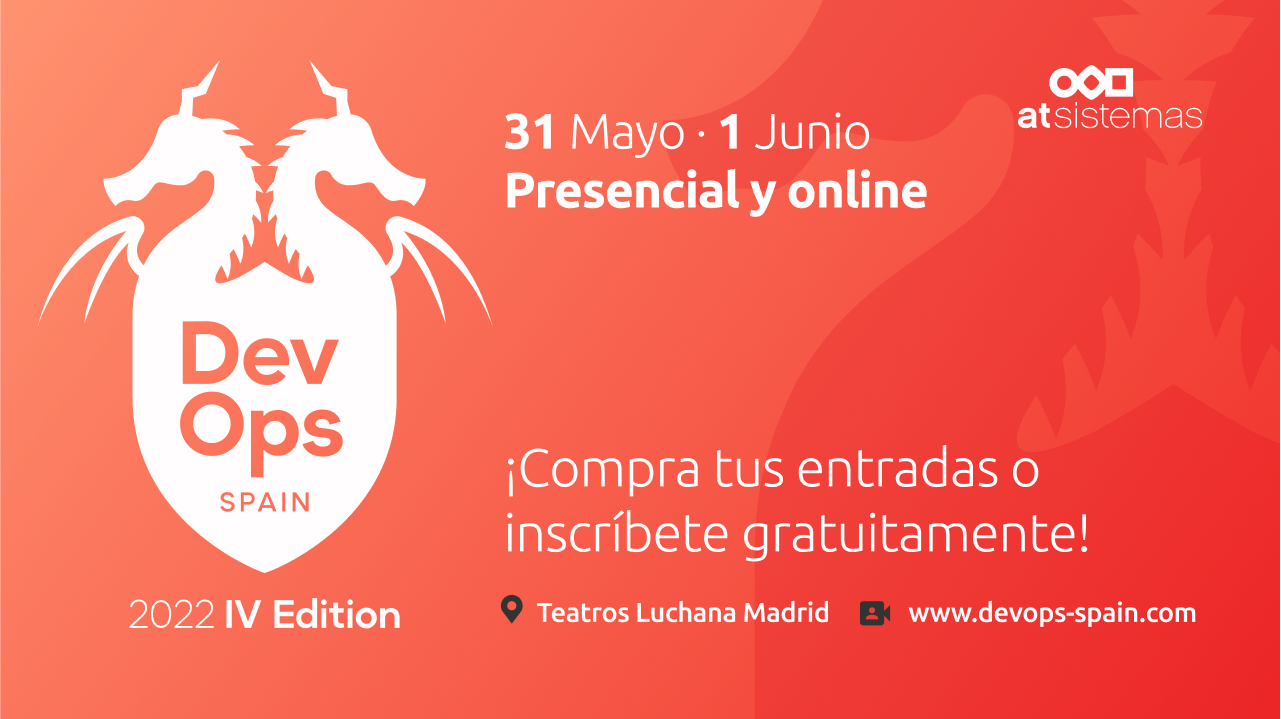 Dev
Ops
SPAIN
2022 IV Edition
31 Mayo · 1 Junio
Presencial y online
atsistemas
¡Compra tus entradas o
inscríbete gratuitamente!
Teatros Luchana Madrid
www.devops-spain.com